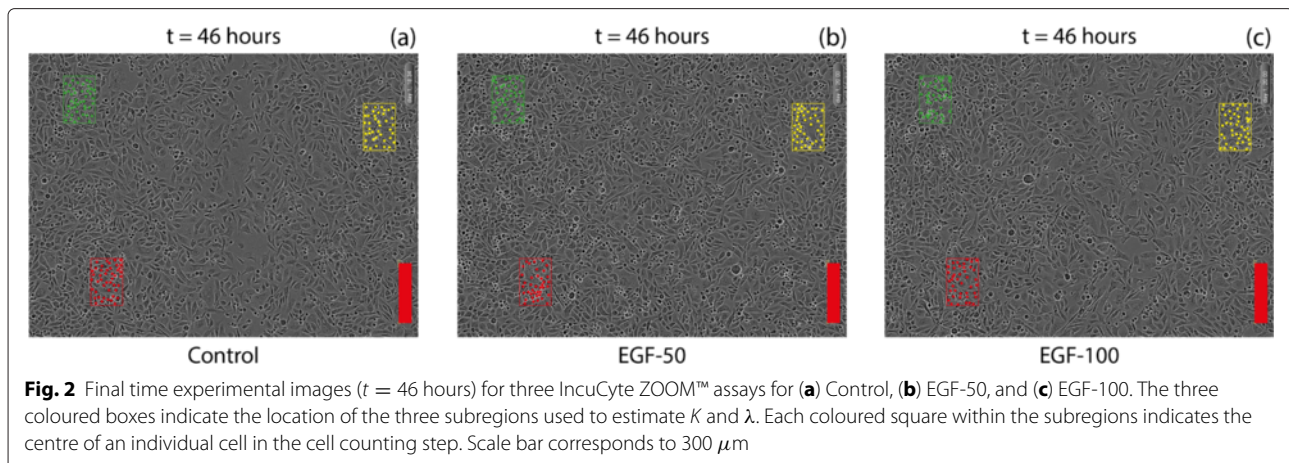 t = 46 hours (a) t = 46 hours (b) t = 46 hours (c)
Control EGF-50 EGF-100
Fig. 2 Final time experimental images (t = 46 hours) for three IncuCyte ZOOM™ assays for (a) Control, (b) EGF-50, and (c) EGF-100. The three
coloured boxes indicate the location of the three subregions used to estimate K and λ. Each coloured square within the subregions indicates the
centre of an individual cell in the cell counting step. Scale bar corresponds to 300 μm